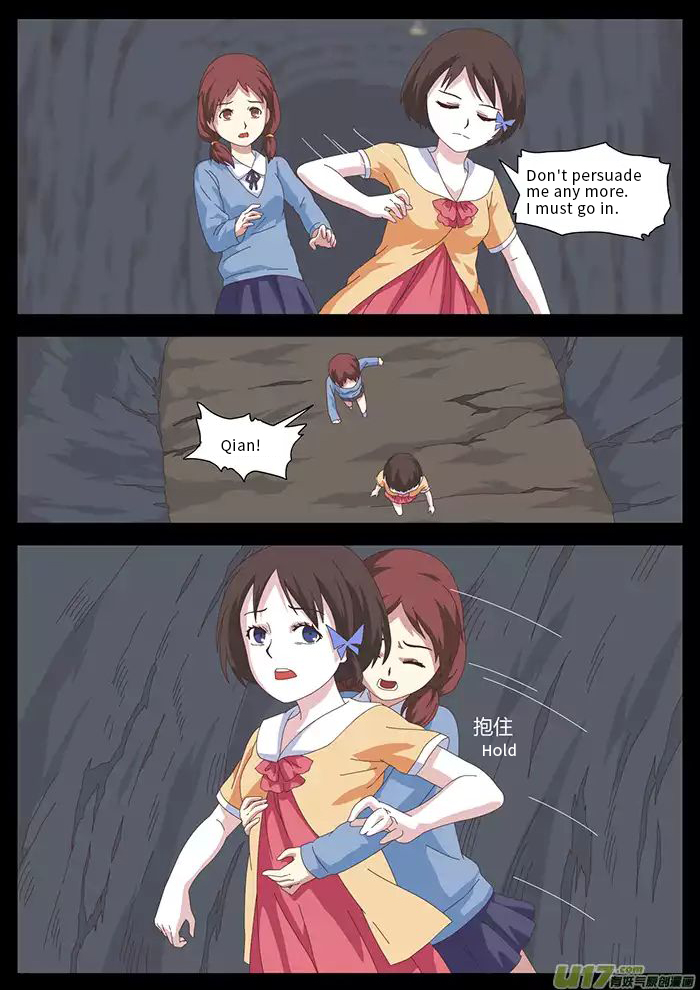 Don't persuade
me any more.
I must go in.
Qian!
抱住
Hold
U17.com
有妖气原创漫画